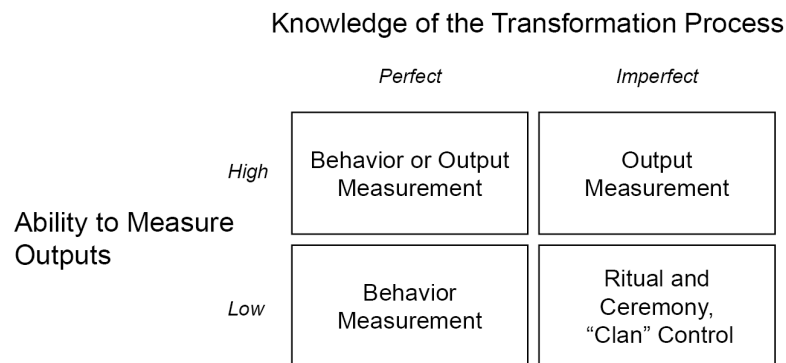 Knowledge of the Transformation Process
Perfect
Imperfect
High
Behavior or Output
Measurement
Output
Measurement
Ability to Measure
Outputs
Low
Behavior
Measurement
Ritual and
Ceremony,
“Clan” Control